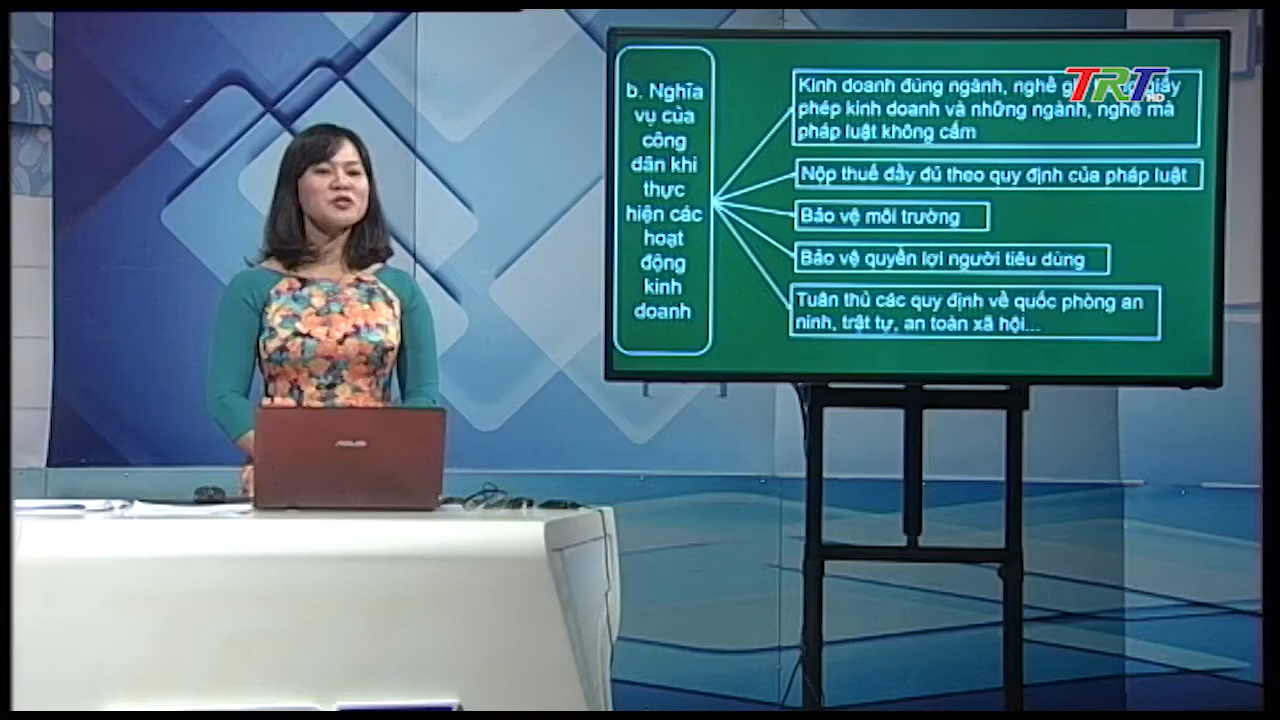 b. Nghĩa
vụ của
công
dân khi
thực
hiện các
hoạt
động
kinh
doanh
Kinh doanh đúng ngành, nghề giấy
phép kinh doanh và những ngành, nghề mà
pháp luật không cấm
Nộp thuế đầy đủ theo quy định của pháp luật
Bảo vệ môi trường
Bảo vệ quyền lợi người tiêu dùng
Tuân thủ các quy định về quốc phòng an
ninh, trật tự, an toàn xã hội...
TRT
HD
ASUS